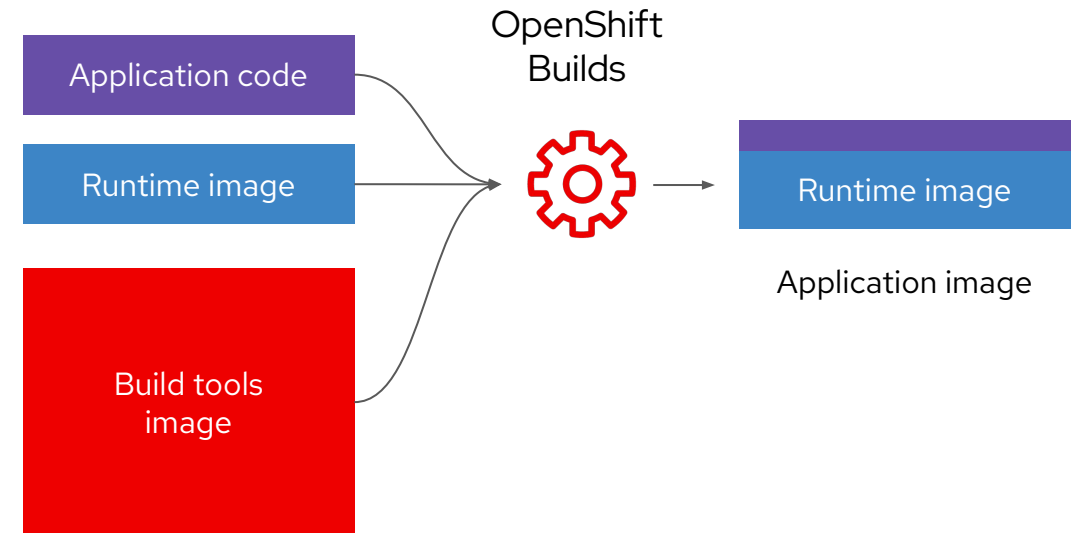 OpenShift
Builds
Application code
Runtime image
Build tools
image
Runtime image
Application image